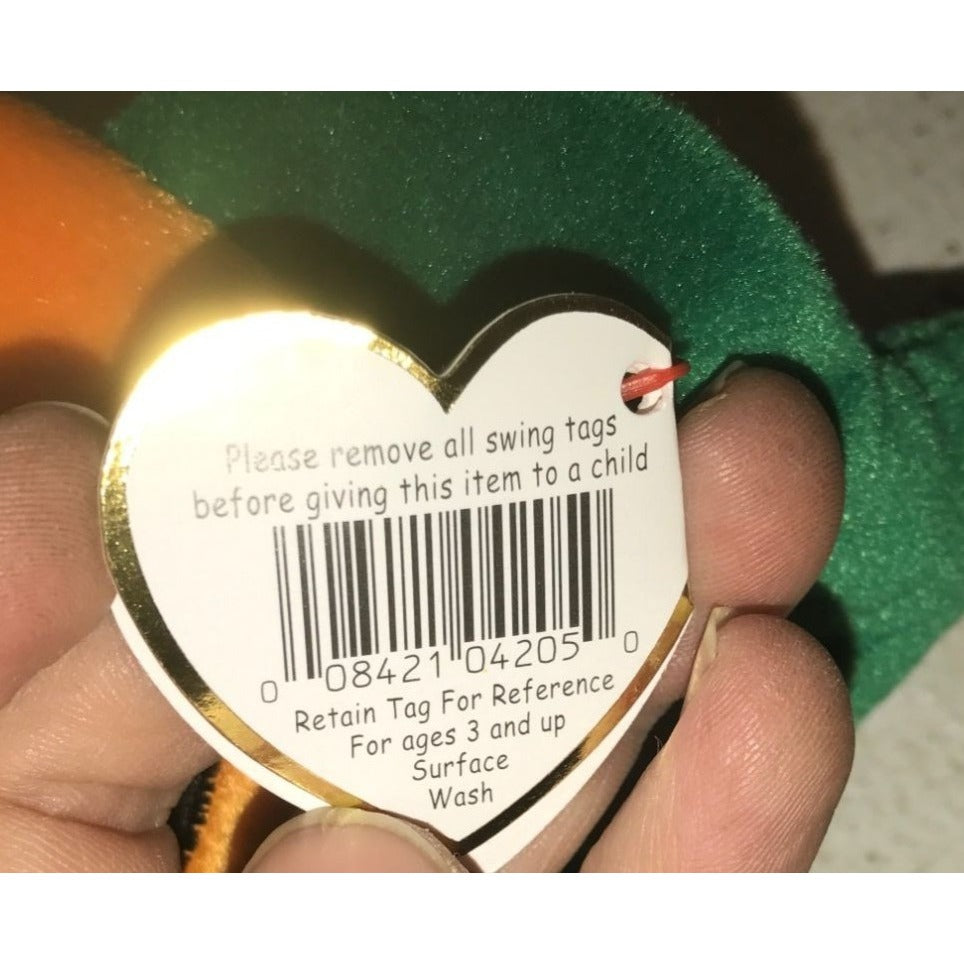 Please remove all swing tags
before giving this item to a child
0 08421 04205 0
Retain Tag For Reference
For ages 3 and up
Surface
Wash